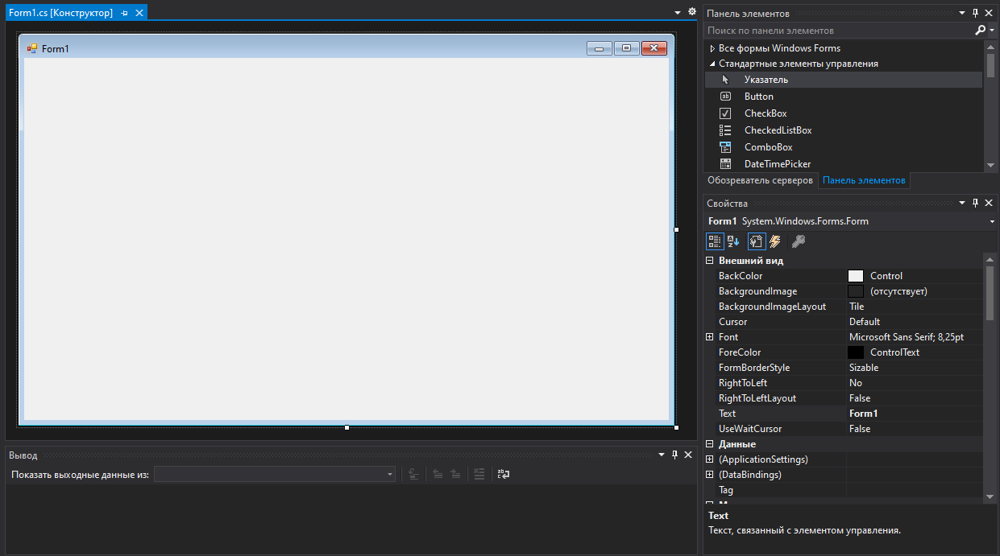 Form1.cs [Конструктор]
Form1
Вывод
Показать выходные данные из:
Панель элементов
Поиск по панели элементов
Все формы Windows Forms
Стандартные элементы управления
Указатель
Button
CheckBox
CheckedListBox
ComboBox
DateTimePicker
Обозреватель серверов Панель элементов
Свойства
Form1 System.Windows.Forms.Form
Внешний вид
BackColor Control
BackgroundImage (отсутствует)
BackgroundImageLayout Tile
Cursor Default
Font Microsoft Sans Serif; 8,25pt
ForeColor ControlText
FormBorderStyle Sizable
RightToLeft No
RightToLeftLayout False
Text Form1
UseWaitCursor False
Данные
(ApplicationSettings)
(DataBindings)
Tag
Text
Текст, связанный с элементом управления.